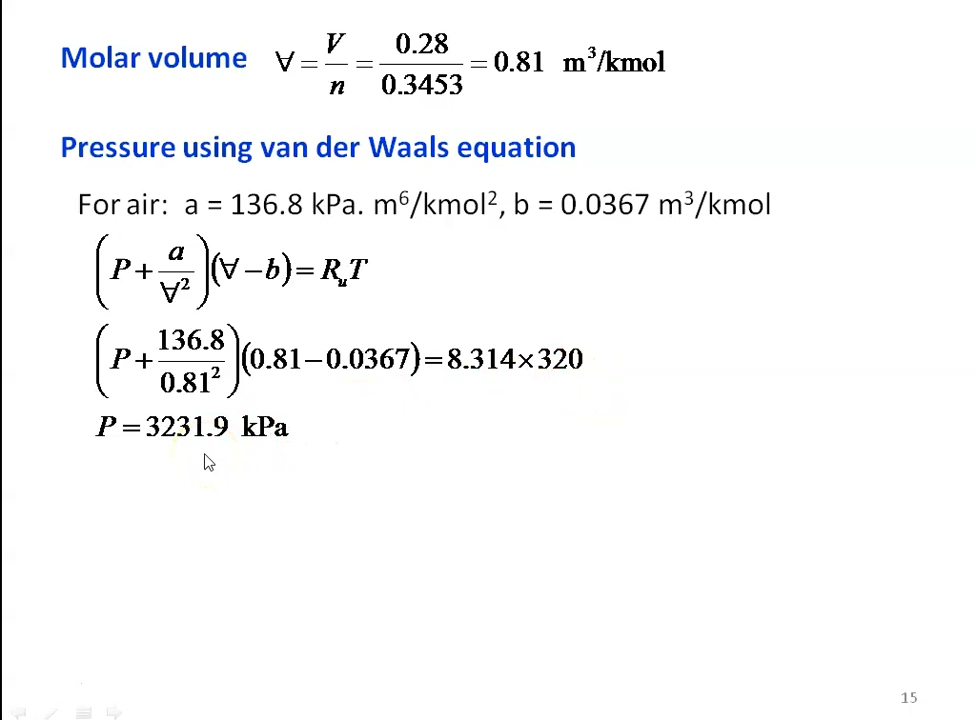 Molar volume ∀ = V/n = 0.28/0.3453 = 0.81 m³/kmol
Pressure using van der Waals equation
For air: a = 136.8 kPa. m⁶/kmol², b = 0.0367 m³/kmol
(P + a/∀²)(∀ − b) = RᵤT
(P + 136.8/0.81²)(0.81 − 0.0367) = 8.314×320
P = 3231.9 kPa
15